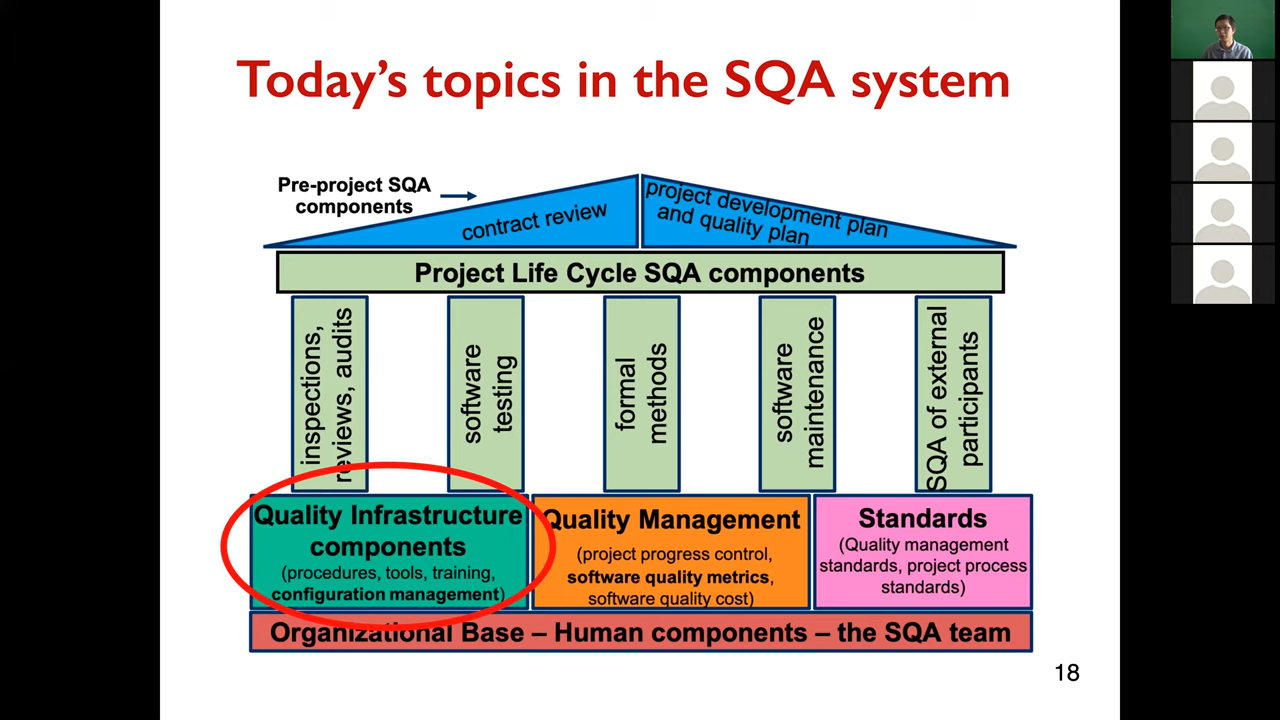 Today's topics in the SQA system
Pre-project SQA
components
contract review
project development plan
and quality plan
Project Life Cycle SQA components
inspections,
reviews, audits
software
testing
formal
methods
software
maintenance
SQA of external
participants
Quality Infrastructure
components
(procedures, tools, training,
configuration management)
Quality Management
(project progress control,
software quality metrics,
software quality cost)
Standards
(Quality management
standards, project process
standards)
Organizational Base – Human components – the SQA team
18